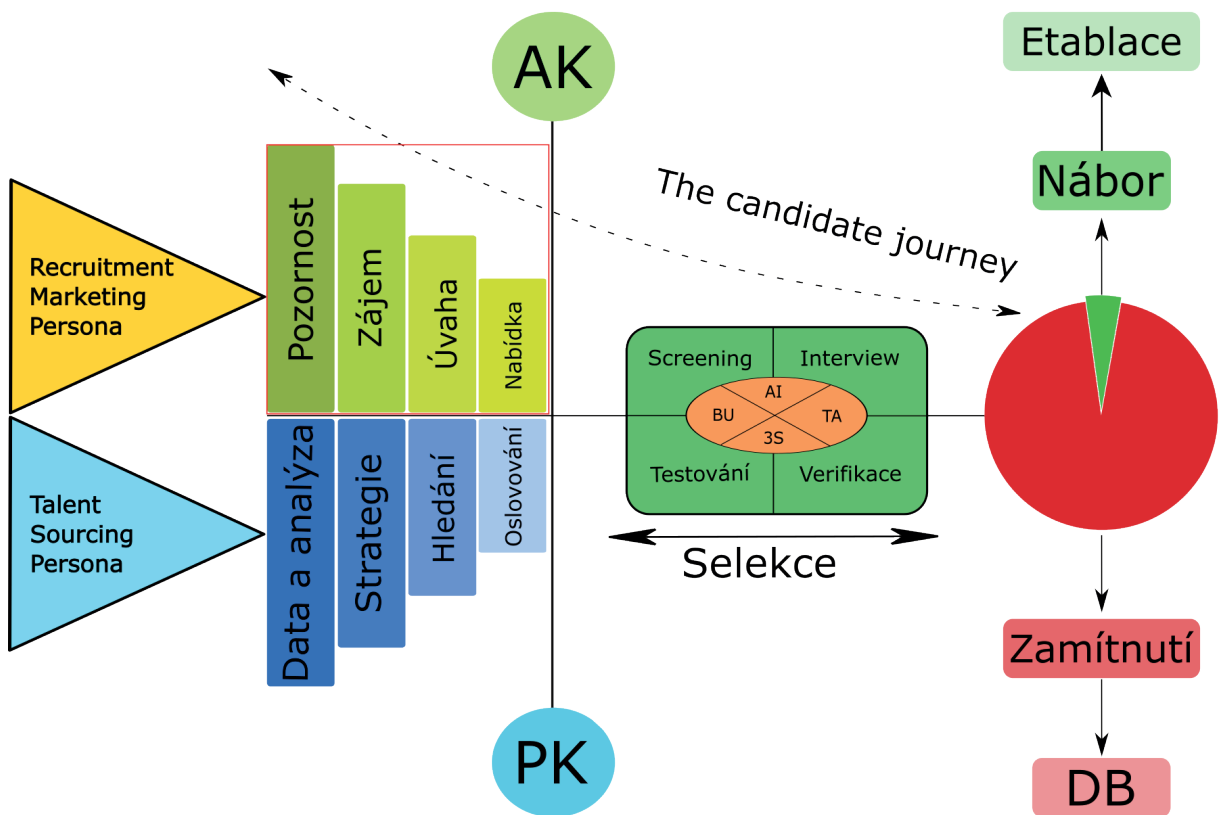 AK
Etablace
Nábor
The candidate journey
Recruitment
Marketing
Persona
Pozornost
Zájem
Úvaha
Nabídka
Screening
Interview
AI
BU
TA
3S
Testování
Verifikace
Selekce
Talent
Sourcing
Persona
Data a analýza
Strategie
Hledání
Oslovování
PK
Zamítnutí
DB